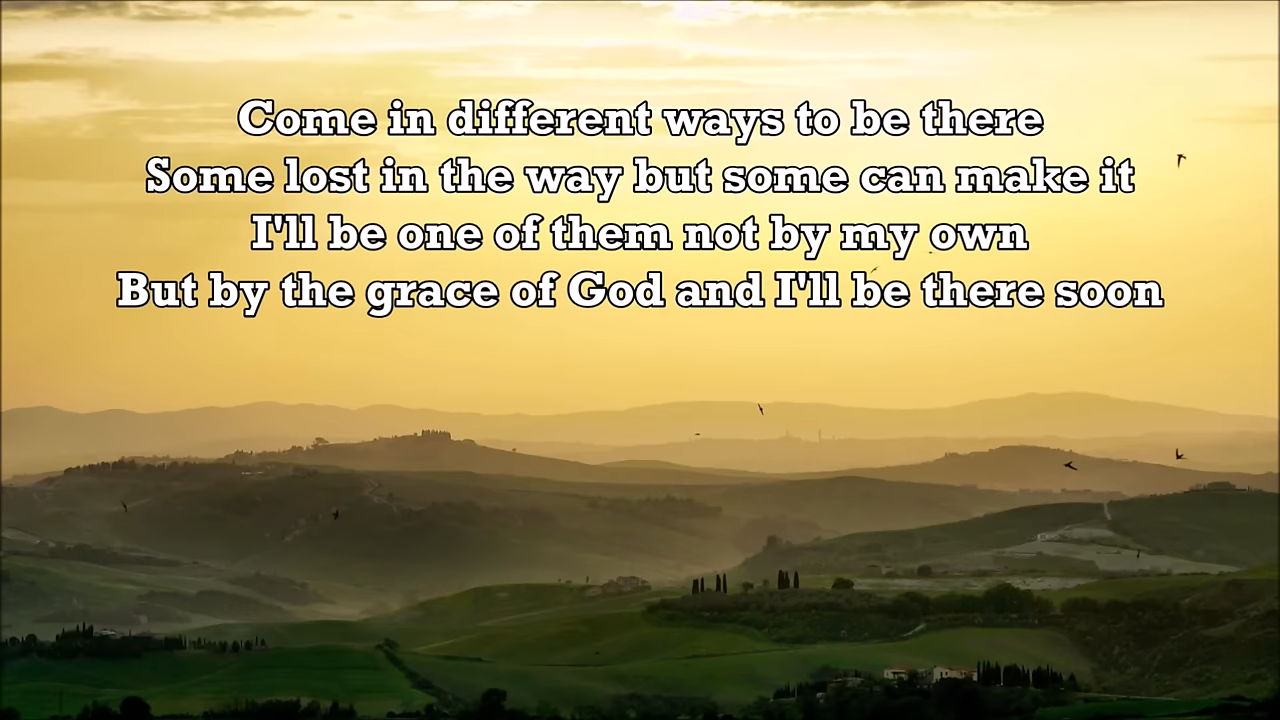 Come in different ways to be there
Some lost in the way but some can make it
I'll be one of them not by my own
But by the grace of God and I'll be there soon